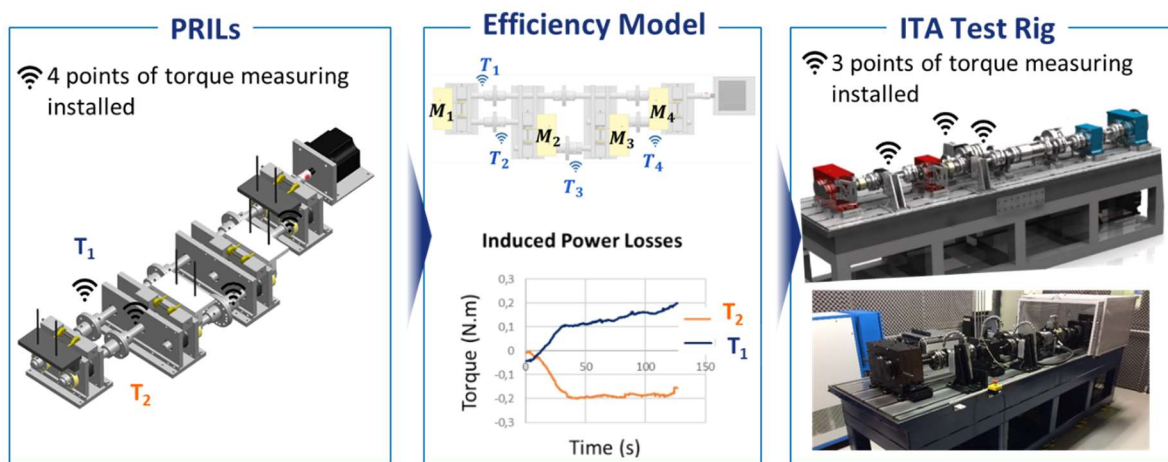 PRILs
4 points of torque measuring
installed
T1
T2
Efficiency Model
T1
M1
M2
M3
M4
T2
T3
T4
Induced Power Losses
Torque (N.m)
0,3
0,2
0,1
0
-0,1
-0,2
-0,3
0
50
100
150
T2
T1
Time (s)
ITA Test Rig
3 points of torque measuring
installed